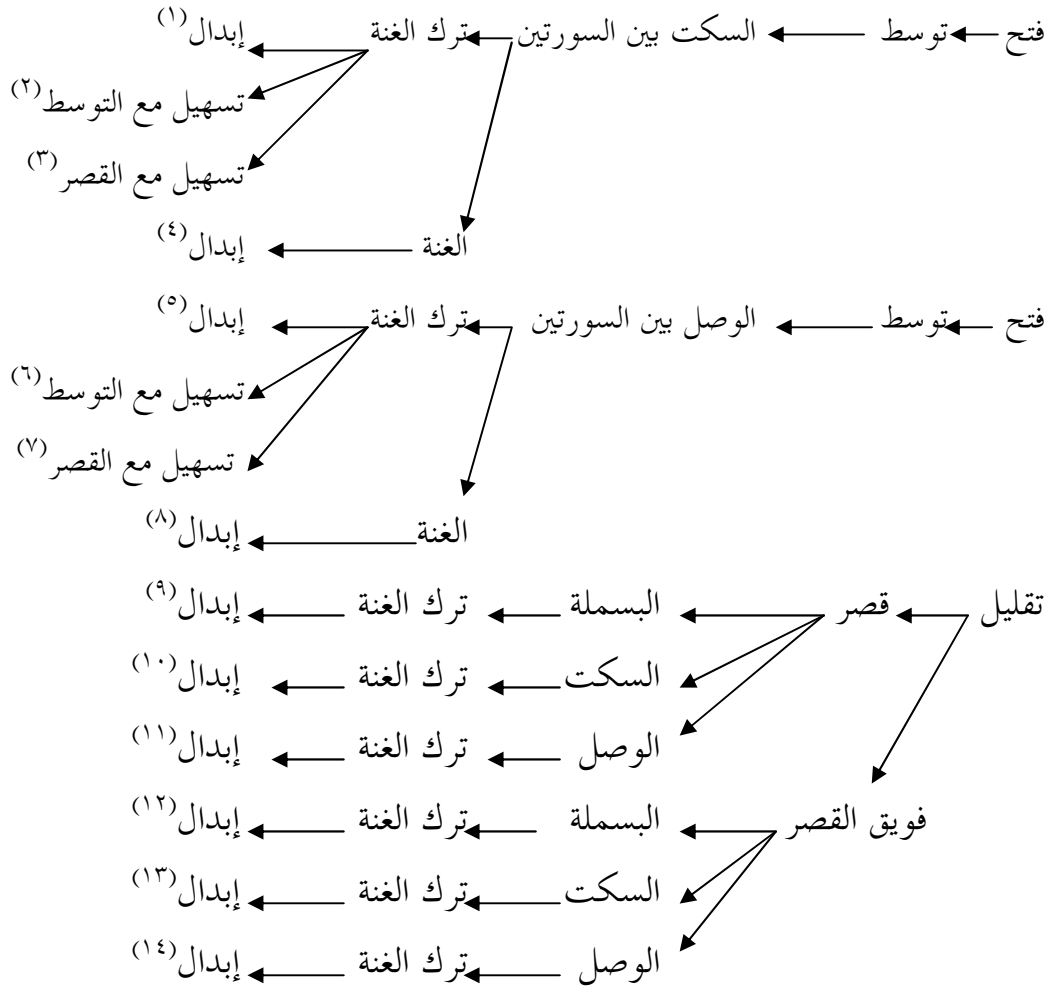 فتح توسط السكت بين السورتين ترك الغنة إبدال(١)
تسهيل مع التوسط(٢)
تسهيل مع القصر(٣)
الغنة إبدال(٤)
فتح توسط الوصل بين السورتين ترك الغنة إبدال(٥)
تسهيل مع التوسط(٦)
تسهيل مع القصر(٧)
الغنة إبدال(٨)
تقليل قصر البسملة ترك الغنة إبدال(٩)
السكت ترك الغنة إبدال(١٠)
الوصل ترك الغنة إبدال(١١)
فويق القصر البسملة ترك الغنة إبدال(١٢)
السكت ترك الغنة إبدال(١٣)
الوصل ترك الغنة إبدال(١٤)